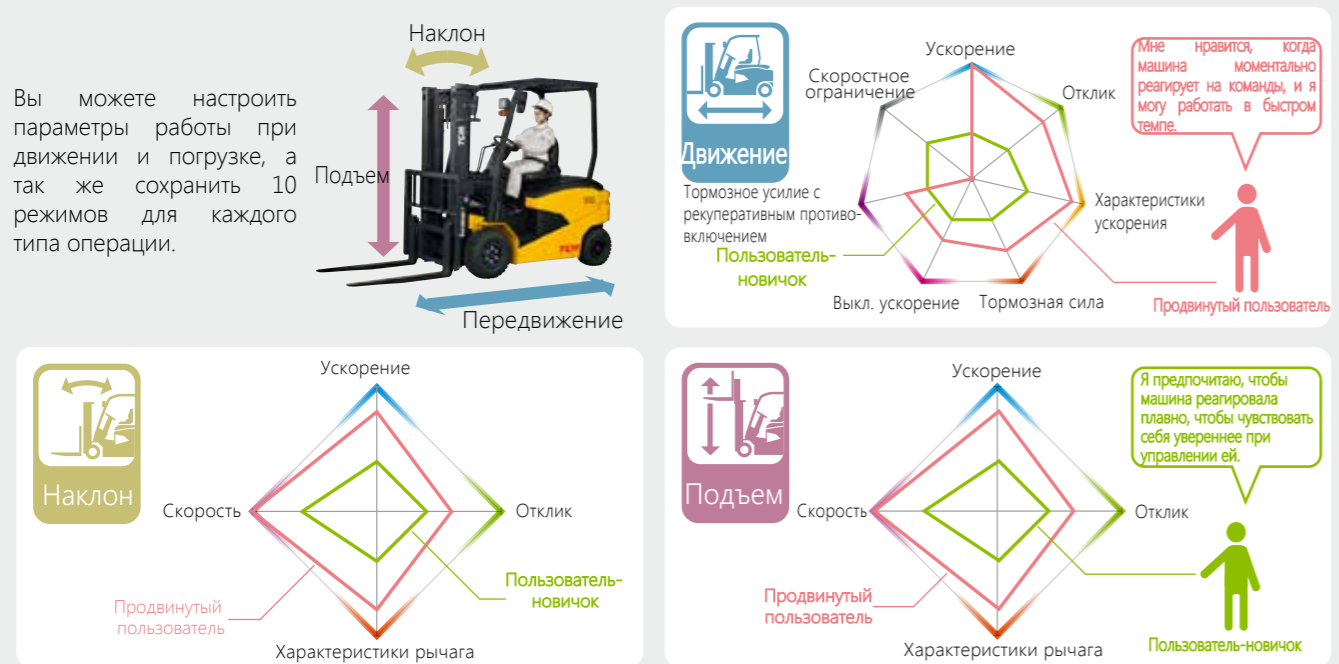 Вы можете настроить
параметры работы при
движении и погрузке, а
так же сохранить 10
режимов для каждого
типа операции.
Наклон
Подъем
Передвижение
Движение
Ускорение
Скоростное
ограничение
Отклик
Тормозное усилие с
рекуперативным противо-
включением
Характеристики
ускорения
Пользователь-
новичок
Выкл. ускорение
Тормозная сила
Мне нравится, когда
машина моментально
реагирует на команды, и я
могу работать в быстром
темпе.
Продвинутый пользователь
Наклон
Ускорение
Скорость
Отклик
Продвинутый
пользователь
Пользователь-
новичок
Характеристики рычага
Подъем
Ускорение
Скорость
Отклик
Продвинутый
пользователь
Характеристики рычага
Я предпочитаю, чтобы
машина реагировала
плавно, чтобы чувствовать
себя увереннее при
управлении ей.
Пользователь-новичок